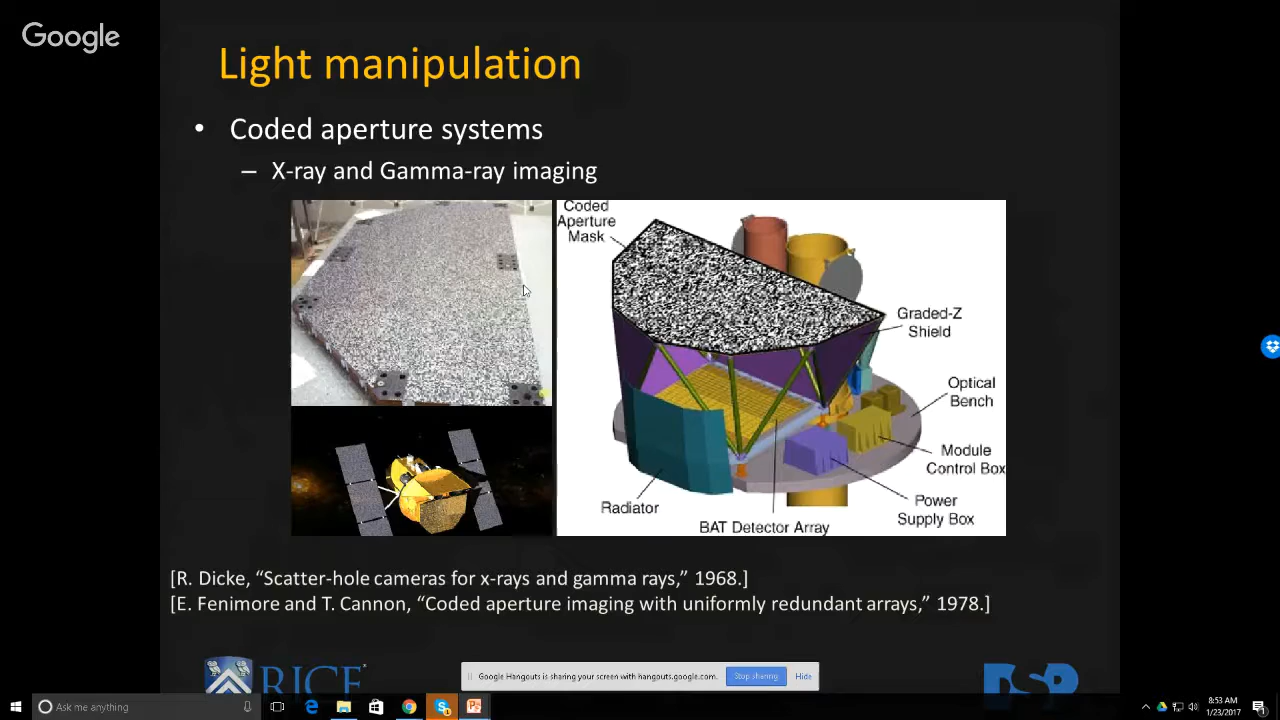 Google
Light manipulation
• Coded aperture systems
– X-ray and Gamma-ray imaging
Coded
Aperture
Mask
Graded-Z
Shield
Optical
Bench
Module
Control Box
Power
Supply Box
Radiator
BAT Detector Array
[R. Dicke, “Scatter-hole cameras for x-rays and gamma rays,” 1968.]
[E. Fenimore and T. Cannon, “Coded aperture imaging with uniformly redundant arrays,” 1978.]
RICE
DSP
Google Hangouts is sharing your screen with hangouts.google.com.
Stop sharing
Hide
Ask me anything
8:53 AM
1/23/2017